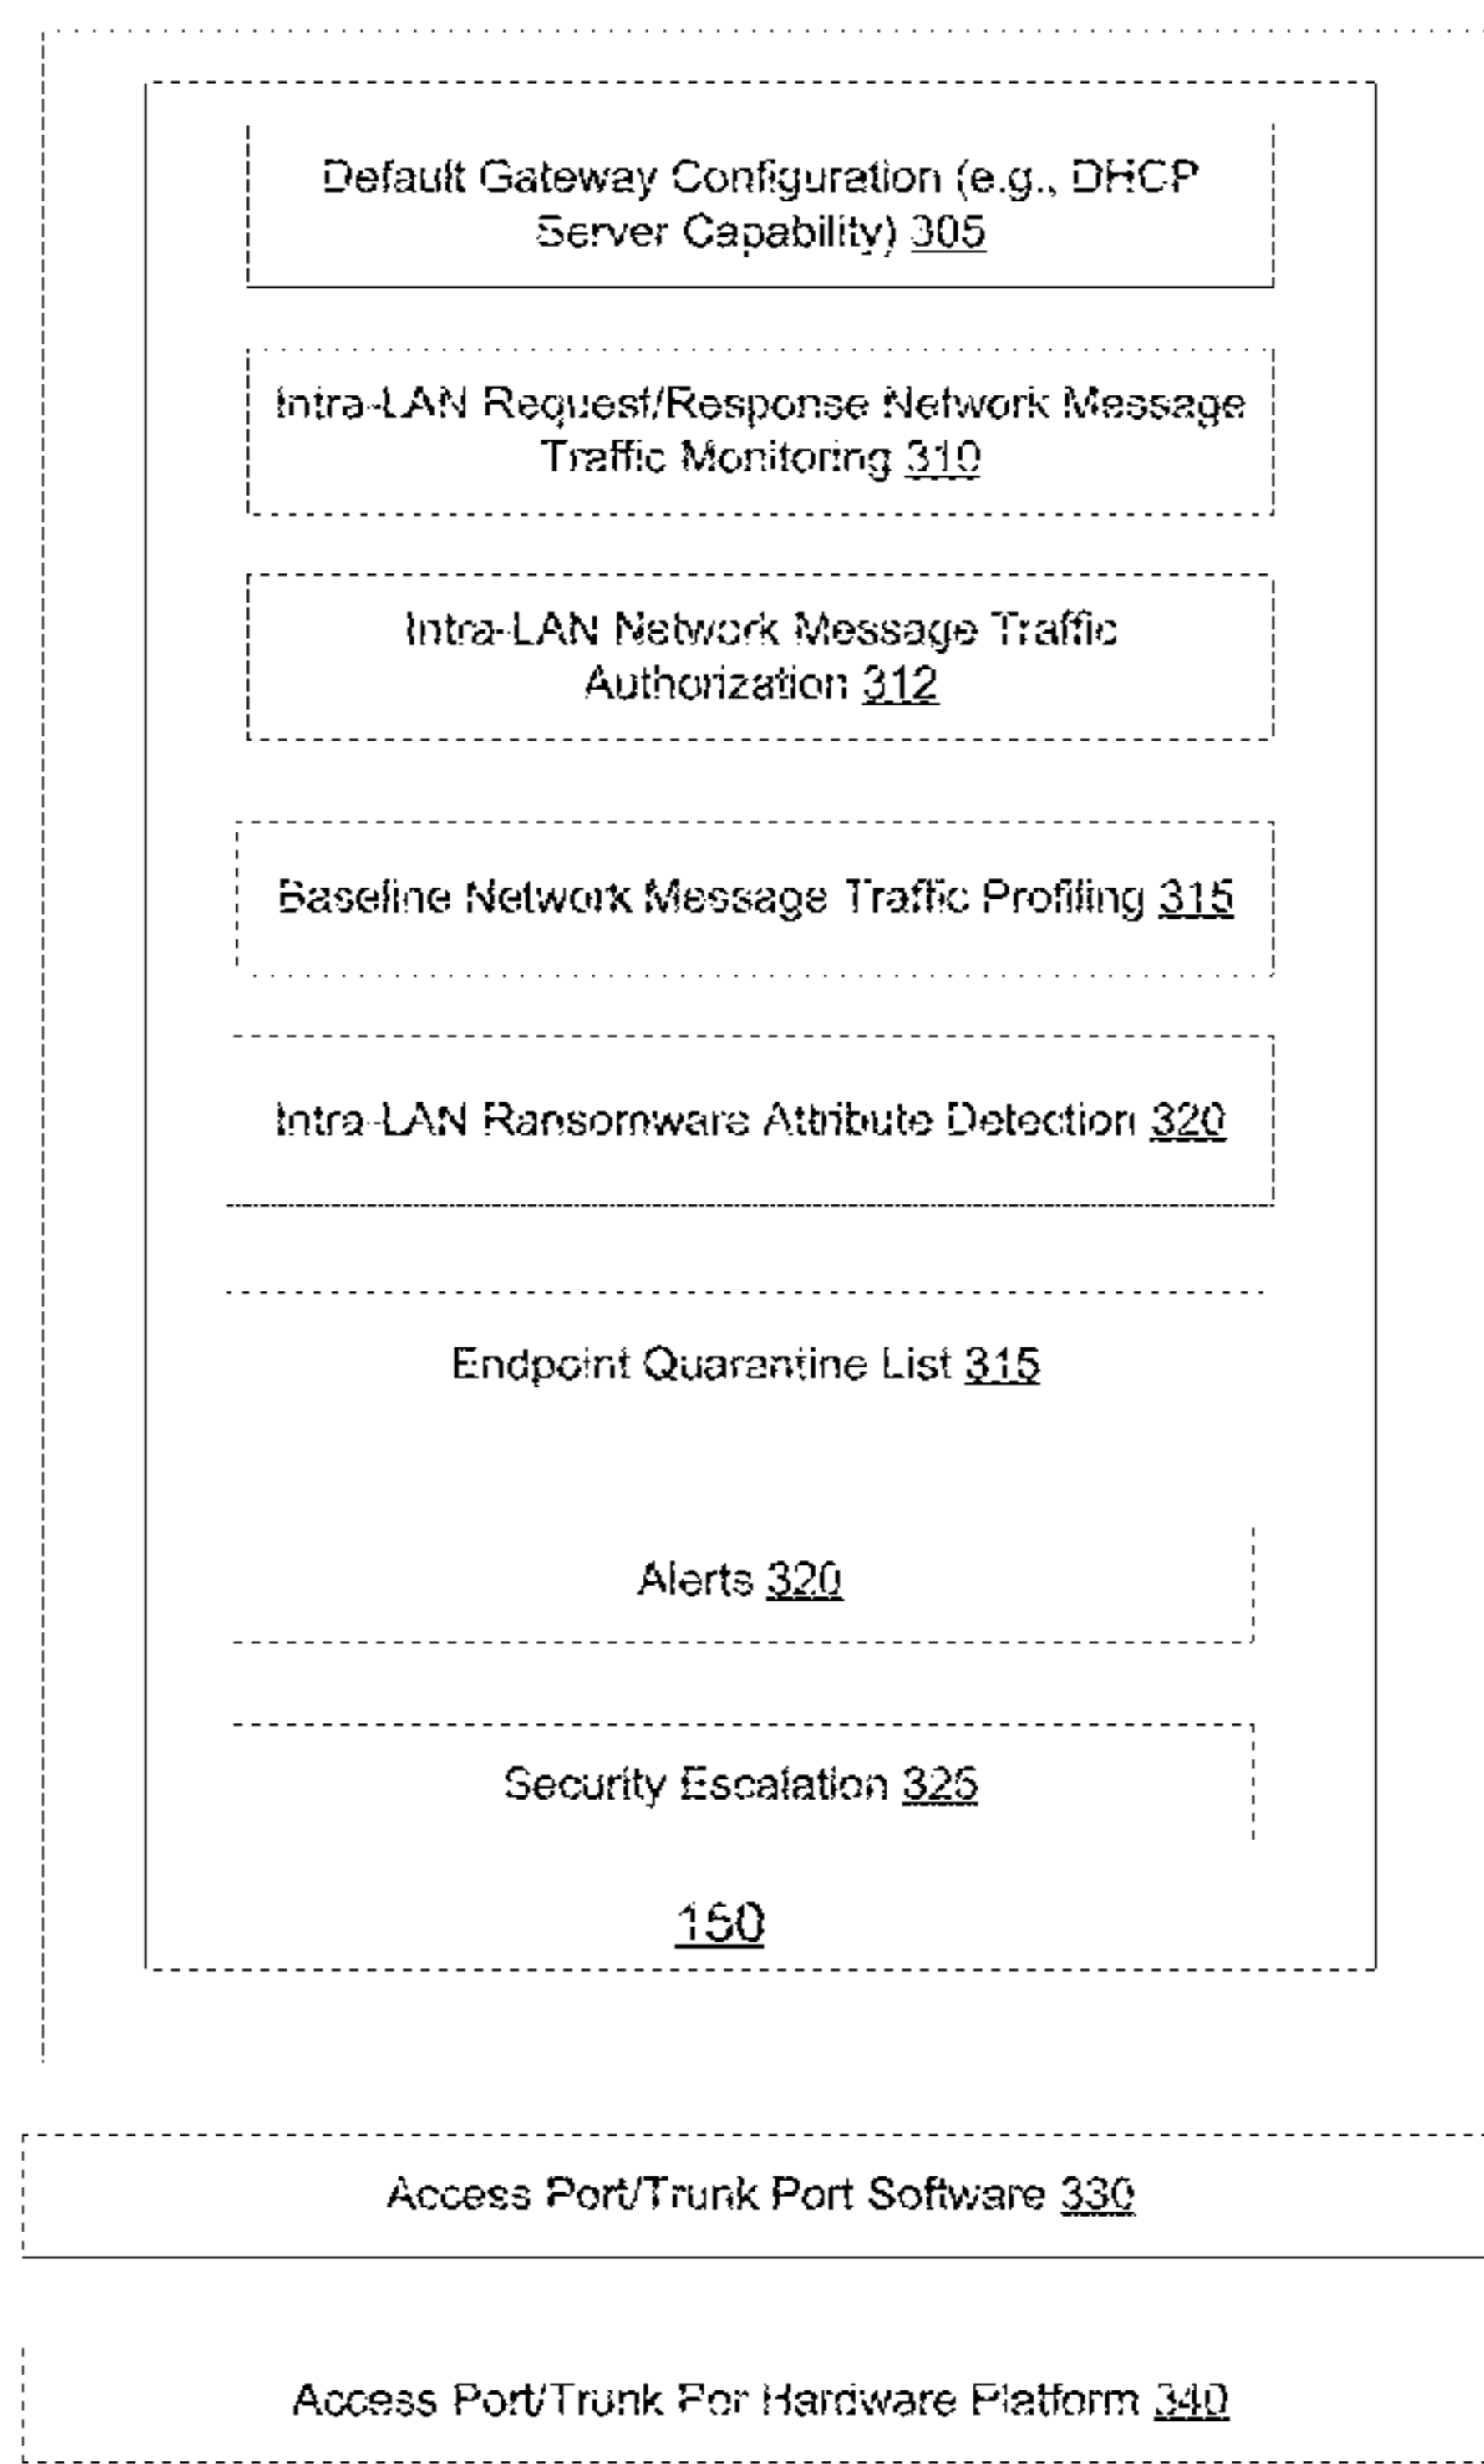 Default Gateway Configuration (e.g., DHCP
Server Capability) 305
Intra-LAN Request/Response Network Message
Traffic Monitoring 310
Intra-LAN Network Message Traffic
Authorization 312
Baseline Network Message Traffic Profiling 315
Intra-LAN Ransomware Attribute Detection 320
Endpoint Quarantine List 315
Alerts 320
Security Escalation 325
150
Access Port/Trunk Port Software 330
Access Port/Trunk For Hardware Platform 340